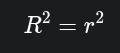 R² = r²